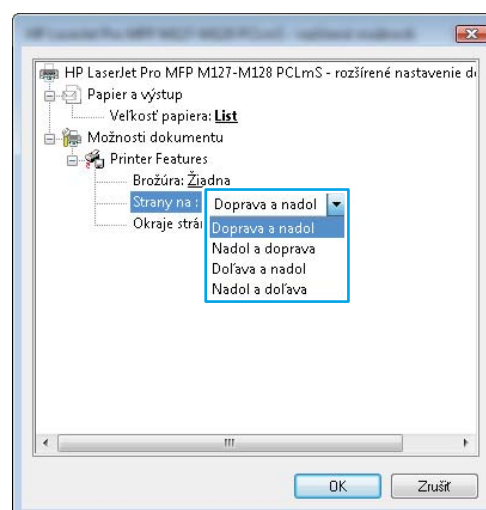 HP LaserJet Pro MFP M127-M128 PCLmS - rozšírené nastavenie d
Papier a výstup
Veľkosť papiera: List
Možnosti dokumentu
Printer Features
Brožúra: Žiadna
Strany na : Doprava a nadol
Okraje strá
Doprava a nadol
Nadol a doprava
Doľava a nadol
Nadol a doľava
OK Zrušiť